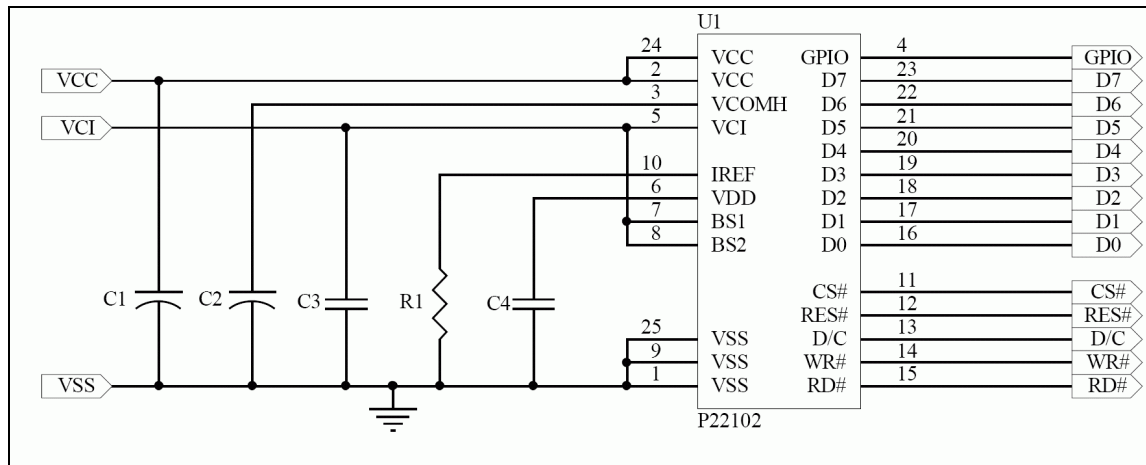 U1
24 VCC GPIO 4 GPIO
VCC 2 VCC D7 23 D7
3 VCOMH D6 22 D6
VCI 5 VCI D5 21 D5
D4 20 D4
10 IREF D3 19 D3
6 VDD D2 18 D2
7 BS1 D1 17 D1
8 BS2 D0 16 D0
C1 C2 C3 R1 C4
CS# 11 CS#
RES# 12 RES#
25 VSS D/C 13 D/C
9 VSS WR# 14 WR#
VSS 1 VSS RD# 15 RD#
P22102